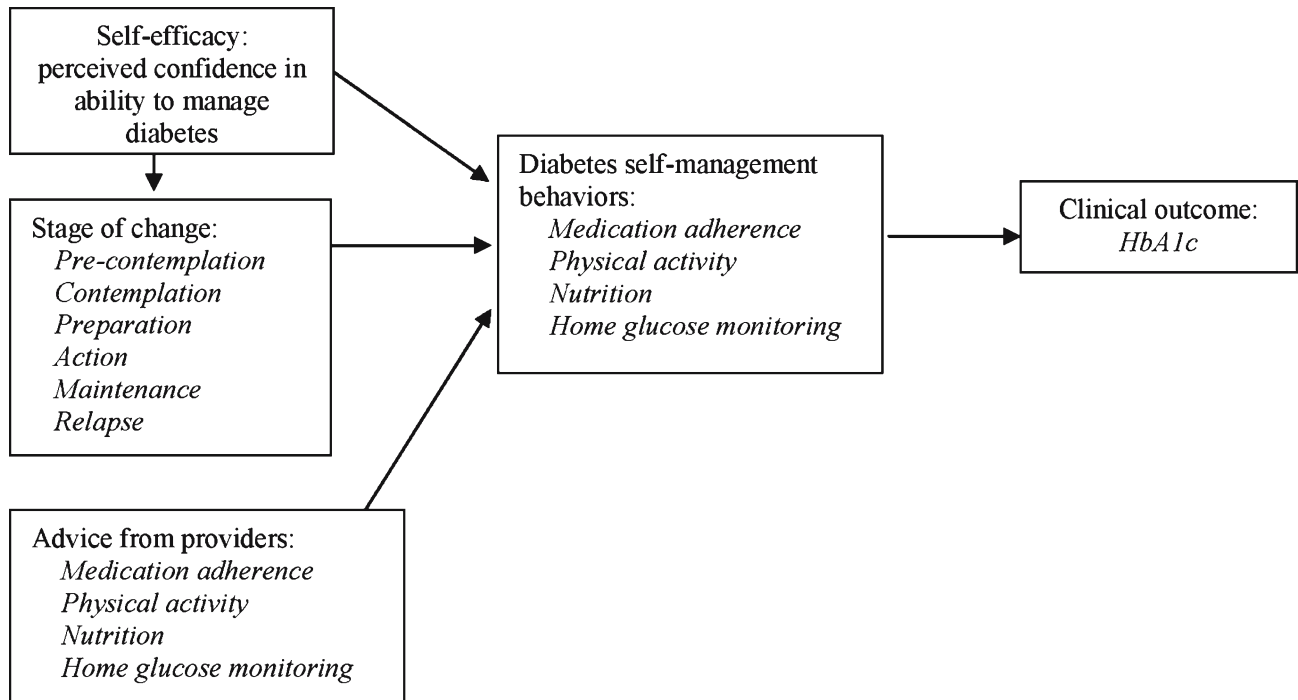 Self-efficacy:
perceived confidence in
ability to manage
diabetes
Stage of change:
Pre-contemplation
Contemplation
Preparation
Action
Maintenance
Relapse
Advice from providers:
Medication adherence
Physical activity
Nutrition
Home glucose monitoring
Diabetes self-management
behaviors:
Medication adherence
Physical activity
Nutrition
Home glucose monitoring
Clinical outcome:
HbA1c